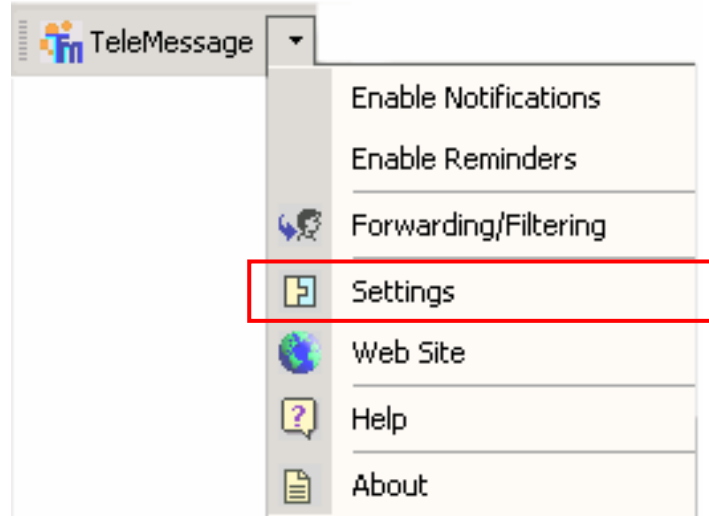 TeleMessage
Enable Notifications
Enable Reminders
Forwarding/Filtering
Settings
Web Site
Help
About